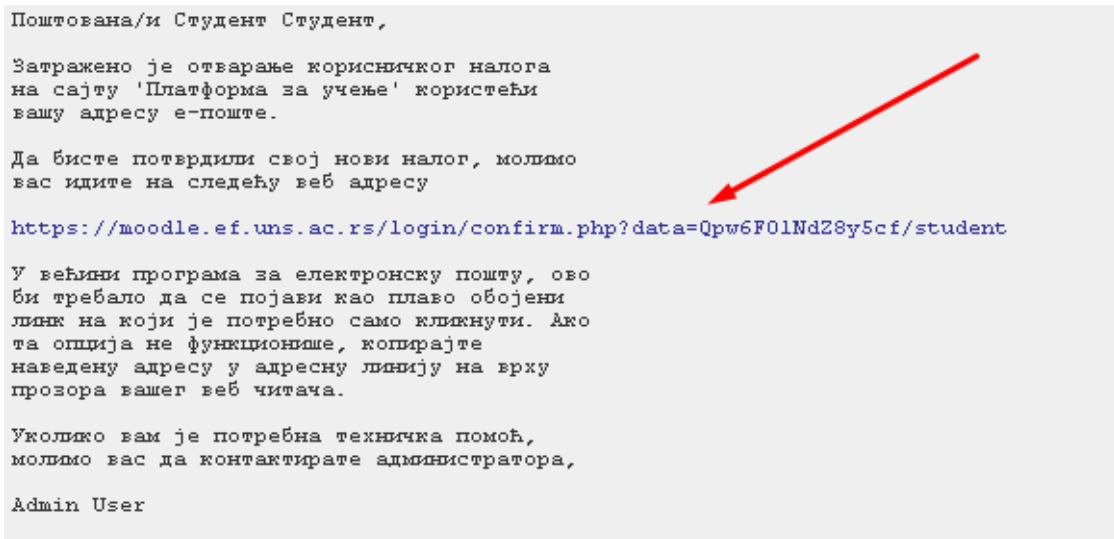 Поштована/и Студент Студент,
Затражено је отварање корисничког налога
на сајту 'Платформа за учење' користећи
вашу адресу е-поште.
Да бисте потврдили свој нови налог, молимо
вас идите на следећу веб адресу
https://moodle.ef.uns.ac.rs/login/confirm.php?data=Qpw6FOlNdZ8y5cf/student
У већини програма за електронску пошту, ово
би требало да се појави као плаво обојени
линк на који је потребно само кликнути. Ако
та опција не функционише, копирајте
наведену адресу у адресну линију на врху
прозора вашег веб читача.
Уколико вам је потребна техничка помоћ,
молимо вас да контактирате администратора,
Admin User